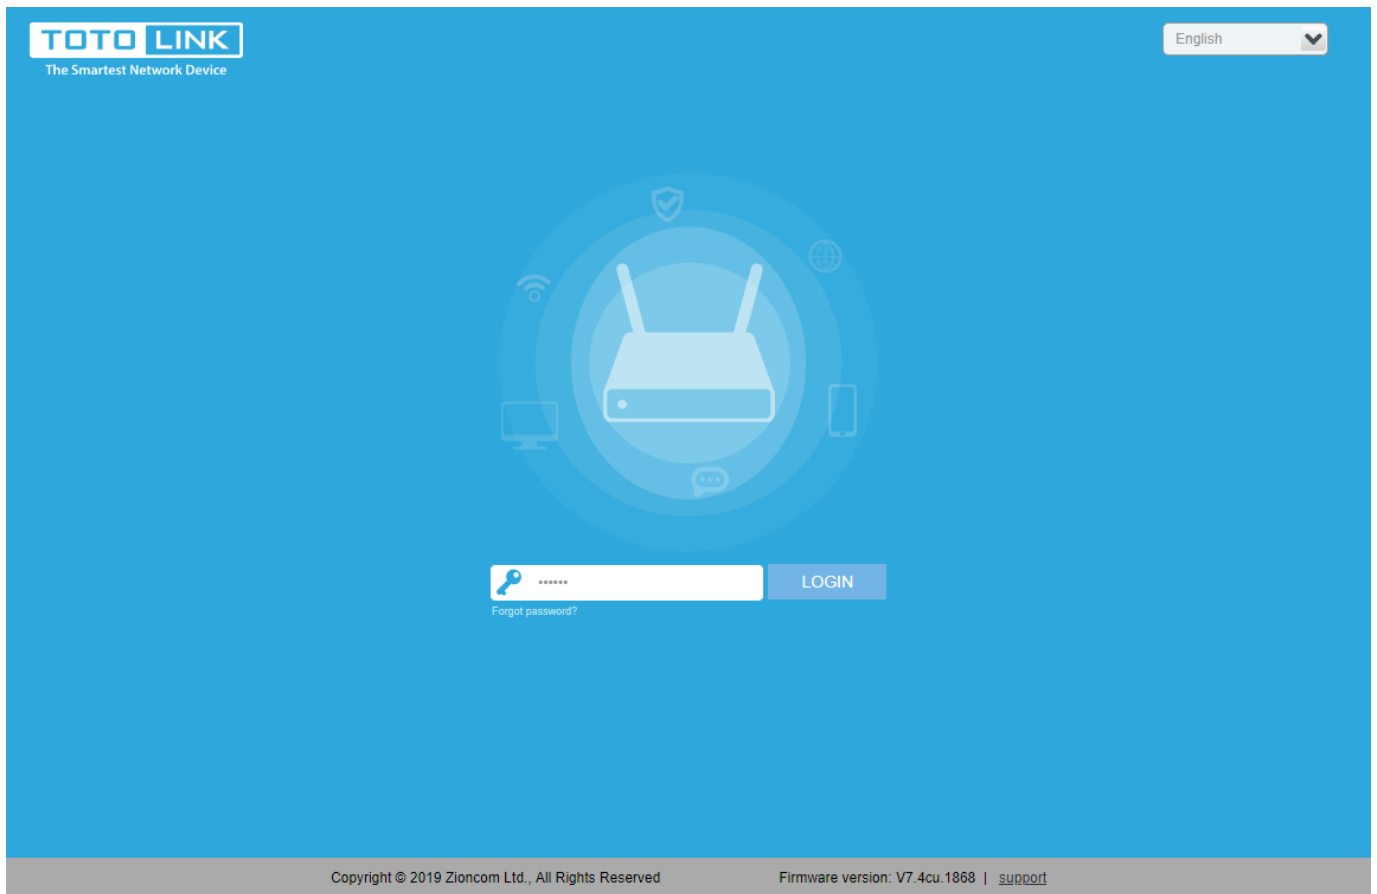 TOTO LINK
The Smartest Network Device
English
••••••
LOGIN
Forgot password?
Copyright © 2019 Zioncom Ltd., All Rights Reserved
Firmware version: V7.4cu.1868 | support